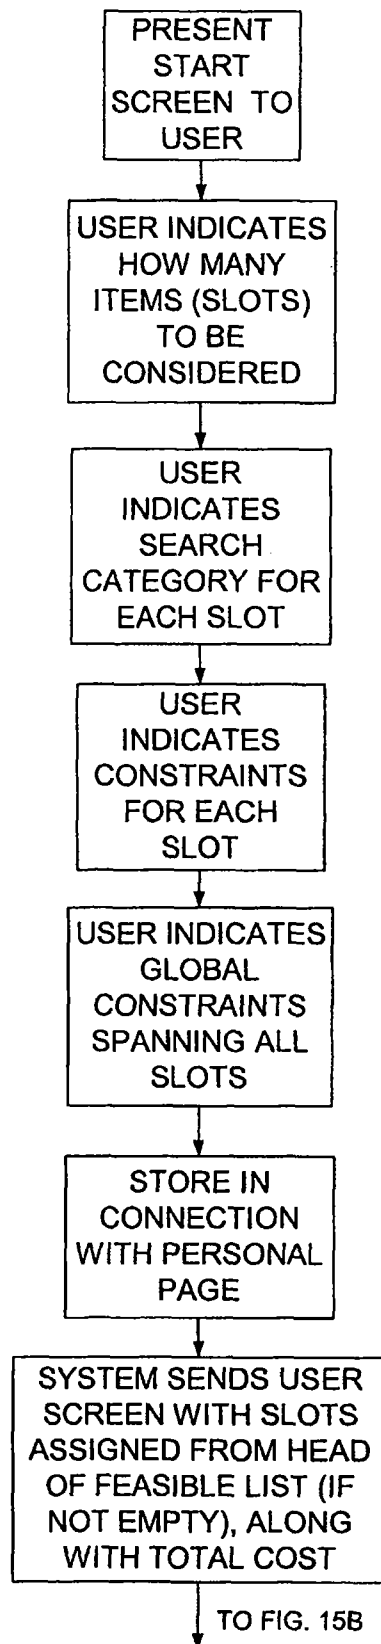 PRESENT
START
SCREEN TO
USER
USER INDICATES
HOW MANY
ITEMS (SLOTS)
TO BE
CONSIDERED
USER
INDICATES
SEARCH
CATEGORY FOR
EACH SLOT
USER
INDICATES
CONSTRAINTS
FOR EACH
SLOT
USER INDICATES
GLOBAL
CONSTRAINTS
SPANNING ALL
SLOTS
STORE IN
CONNECTION
WITH PERSONAL
PAGE
SYSTEM SENDS USER
SCREEN WITH SLOTS
ASSIGNED FROM HEAD
OF FEASIBLE LIST (IF
NOT EMPTY), ALONG
WITH TOTAL COST
TO FIG. 15B